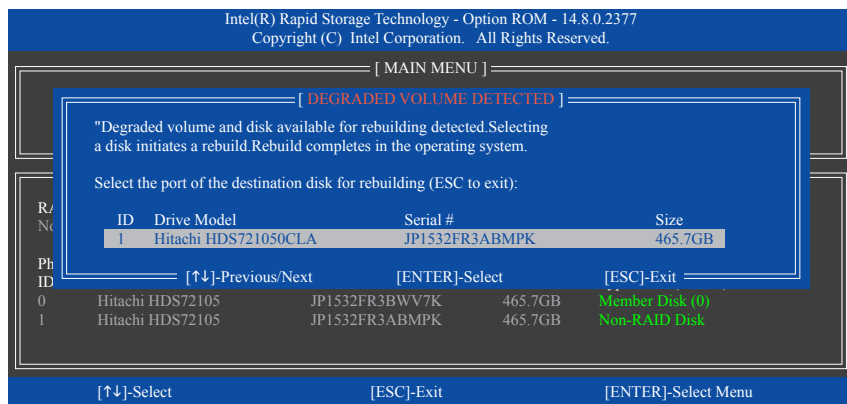 Intel(R) Rapid Storage Technology - Option ROM - 14.8.0.2377
Copyright (C) Intel Corporation. All Rights Reserved.
[ MAIN MENU ]
[ DEGRADED VOLUME DETECTED ]
"Degraded volume and disk available for rebuilding detected.Selecting
a disk initiates a rebuild.Rebuild completes in the operating system.
Select the port of the destination disk for rebuilding (ESC to exit):
ID Drive Model Serial # Size
1 Hitachi HDS721050CLA JP1532FR3ABMPK 465.7GB
[↑↓]-Previous/Next [ENTER]-Select [ESC]-Exit
ID
0 Hitachi HDS72105 JP1532FR3BWV7K 465.7GB Member Disk (0)
1 Hitachi HDS72105 JP1532FR3ABMPK 465.7GB Non-RAID Disk
[↑↓]-Select [ESC]-Exit [ENTER]-Select Menu